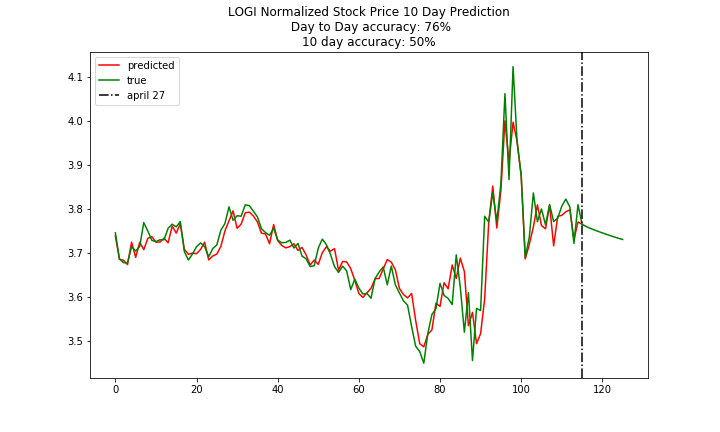 LOGI Normalized Stock Price 10 Day Prediction
Day to Day accuracy: 76%
10 day accuracy: 50%
predicted
true
april 27
4.1
4.0
3.9
3.8
3.7
3.6
3.5
0 20 40 60 80 100 120